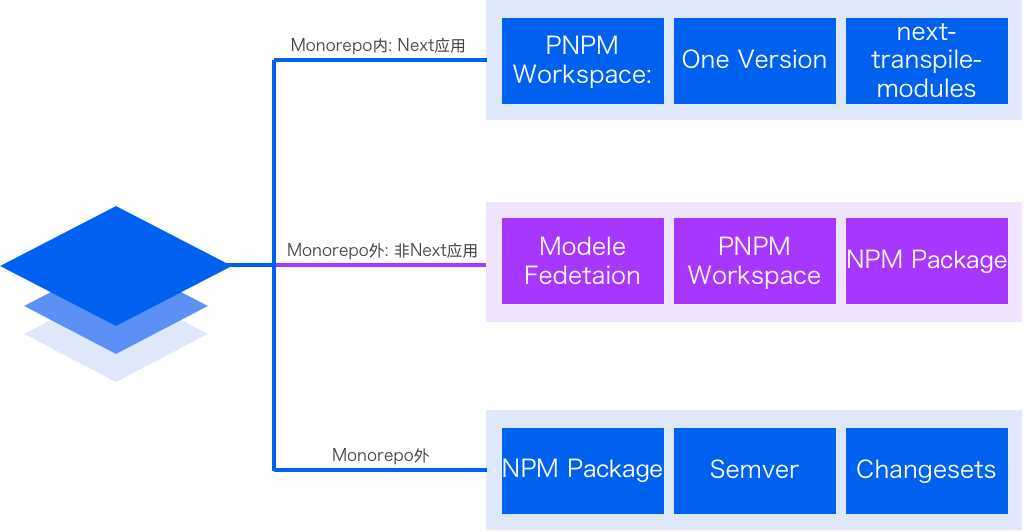 Monorepo内: Next应用
PNPM
Workspace:
One Version
next-
transpile-
modules
Monorepo外: 非Next应用
Modele
Fedetaion
PNPM
Workspace
NPM Package
Monorepo外
NPM Package
Semver
Changesets